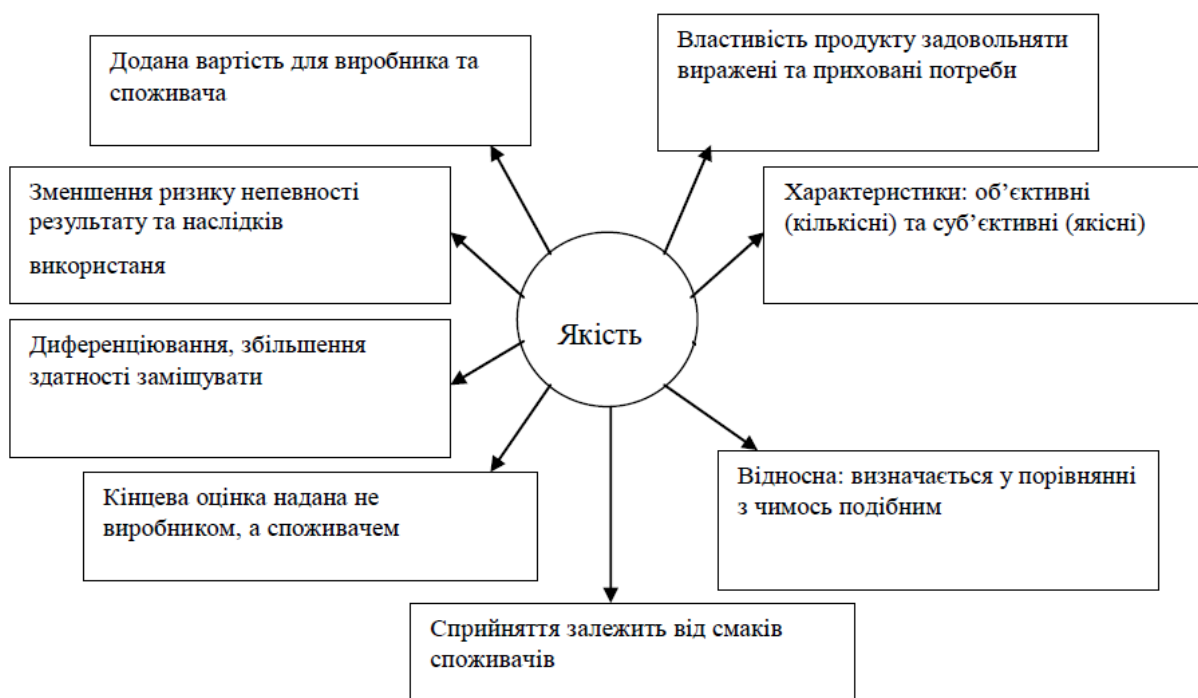 Додана вартість для виробника та
споживача
Властивість продукту задовольняти
виражені та приховані потреби
Зменшення ризику непевності
результату та наслідків
використаня
Характеристики: об’єктивні
(кількісні) та суб’єктивні (якісні)
Якість
Диференціювання, збільшення
здатності заміщувати
Кінцева оцінка надана не
виробником, а споживачем
Відносна: визначається у порівнянні
з чимось подібним
Сприйняття залежить від смаків
споживачів